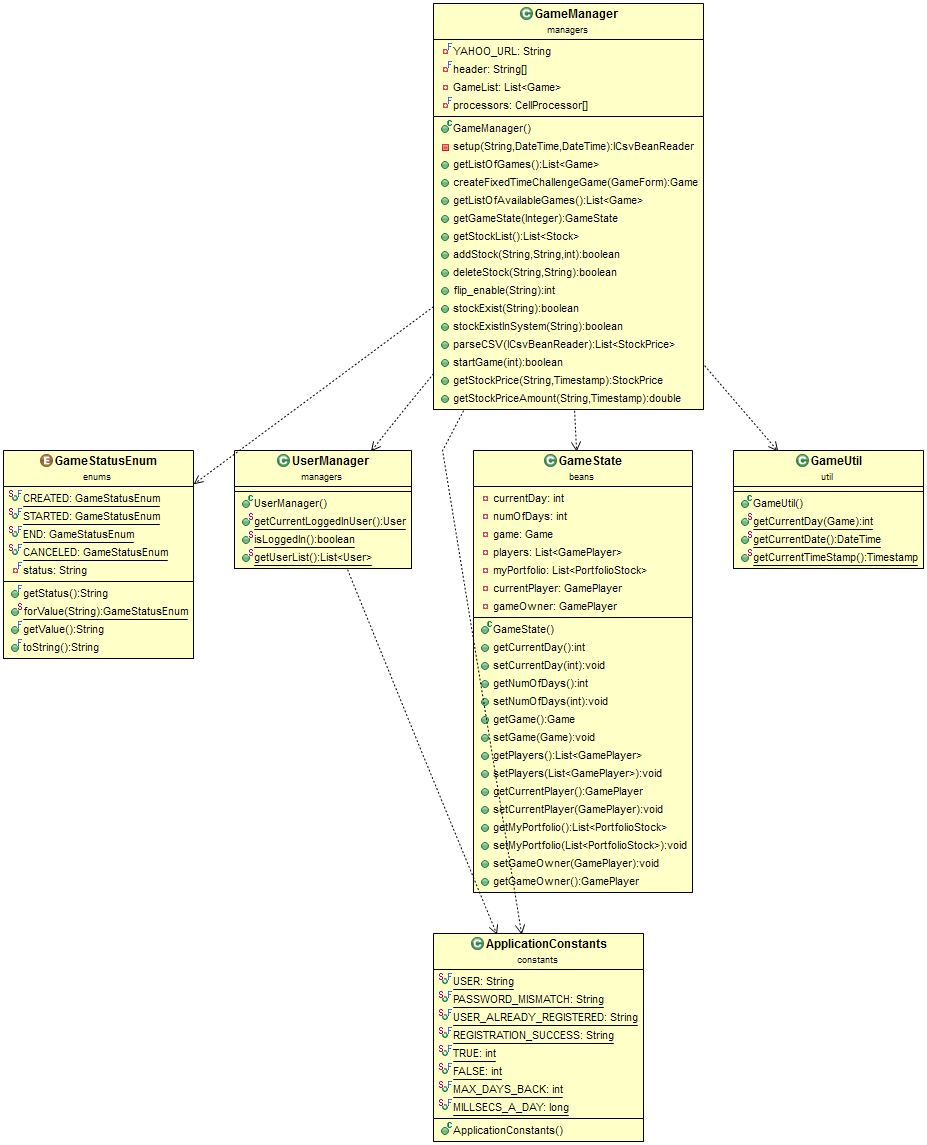 GameManager
managers
YAHOO_URL: String
header: String[]
GameList: List<Game>
processors: CellProcessor[]
GameManager()
setup(String,DateTime,DateTime):ICsvBeanReader
getListOfGames():List<Game>
createFixedTimeChallengeGame(GameForm):Game
getListOfAvailableGames():List<Game>
getGameState(Integer):GameState
getStockList():List<Stock>
addStock(String,String,int):boolean
deleteStock(String,String):boolean
flip_enable(String):int
stockExist(String):boolean
stockExistInSystem(String):boolean
parseCSV(ICsvBeanReader):List<StockPrice>
startGame(int):boolean
getStockPrice(String,Timestamp):StockPrice
getStockPriceAmount(String,Timestamp):double
GameStatusEnum
enums
CREATED: GameStatusEnum
STARTED: GameStatusEnum
END: GameStatusEnum
CANCELED: GameStatusEnum
status: String
getStatus():String
forValue(String):GameStatusEnum
getValue():String
toString():String
UserManager
managers
UserManager()
getCurrentLoggedInUser():User
isLoggedIn():boolean
getUserList():List<User>
GameState
beans
currentDay: int
numOfDays: int
game: Game
players: List<GamePlayer>
myPortfolio: List<PortfolioStock>
currentPlayer: GamePlayer
gameOwner: GamePlayer
GameState()
getCurrentDay():int
setCurrentDay(int):void
getNumOfDays():int
setNumOfDays(int):void
getGame():Game
setGame(Game):void
getPlayers():List<GamePlayer>
setPlayers(List<GamePlayer>):void
getCurrentPlayer():GamePlayer
setCurrentPlayer(GamePlayer):void
getMyPortfolio():List<PortfolioStock>
setMyPortfolio(List<PortfolioStock>):void
setGameOwner(GamePlayer):void
getGameOwner():GamePlayer
GameUtil
util
GameUtil()
getCurrentDay(Game):int
getCurrentDate():DateTime
getCurrentTimeStamp():Timestamp
ApplicationConstants
constants
USER: String
PASSWORD_MISMATCH: String
USER_ALREADY_REGISTERED: String
REGISTRATION_SUCCESS: String
TRUE: int
FALSE: int
MAX_DAYS_BACK: int
MILLSECS_A_DAY: long
ApplicationConstants()